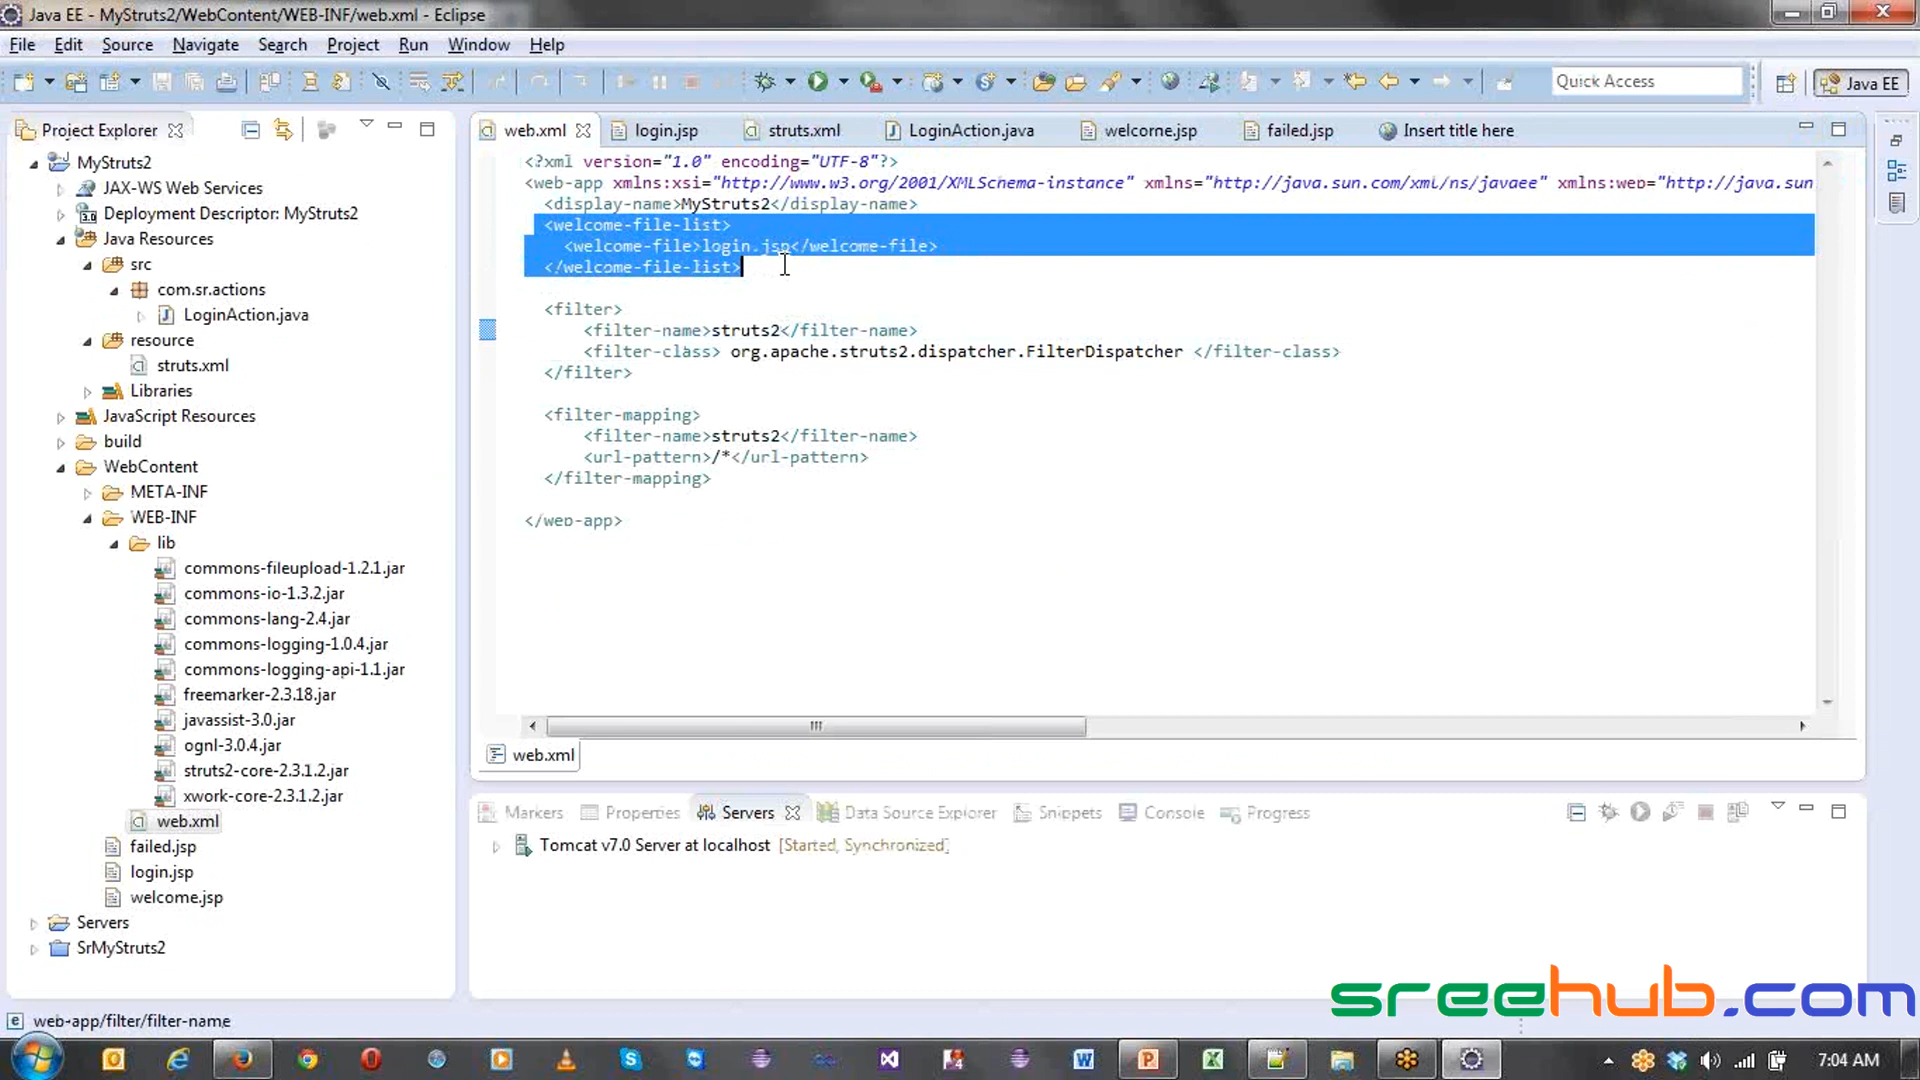 Java EE - MyStruts2/WebContent/WEB-INF/web.xml - Eclipse
File Edit Source Navigate Search Project Run Window Help
Quick Access
Java EE
Project Explorer
MyStruts2
JAX-WS Web Services
Deployment Descriptor: MyStruts2
Java Resources
src
com.sr.actions
LoginAction.java
resource
struts.xml
Libraries
JavaScript Resources
build
WebContent
META-INF
WEB-INF
lib
commons-fileupload-1.2.1.jar
commons-io-1.3.2.jar
commons-lang-2.4.jar
commons-logging-1.0.4.jar
commons-logging-api-1.1.jar
freemarker-2.3.18.jar
javassist-3.0.jar
ognl-3.0.4.jar
struts2-core-2.3.1.2.jar
xwork-core-2.3.1.2.jar
web.xml
failed.jsp
login.jsp
welcome.jsp
Servers
SrMyStruts2
web.xml login.jsp struts.xml LoginAction.java welcome.jsp failed.jsp Insert title here
<?xml version="1.0" encoding="UTF-8"?>
<web-app xmlns:xsi="http://www.w3.org/2001/XMLSchema-instance" xmlns="http://java.sun.com/xml/ns/javaee" xmlns:web="http://java.sun
<display-name>MyStruts2</display-name>
<welcome-file-list>
<welcome-file>login.jsp</welcome-file>
</welcome-file-list>
<filter>
<filter-name>struts2</filter-name>
<filter-class> org.apache.struts2.dispatcher.FilterDispatcher </filter-class>
</filter>
<filter-mapping>
<filter-name>struts2</filter-name>
<url-pattern>/*</url-pattern>
</filter-mapping>
</web-app>
web.xml
Markers Properties Servers Data Source Explorer Snippets Console Progress
Tomcat v7.0 Server at localhost [Started, Synchronized]
sreehub.com
web-app/filter/filter-name
7:04 AM